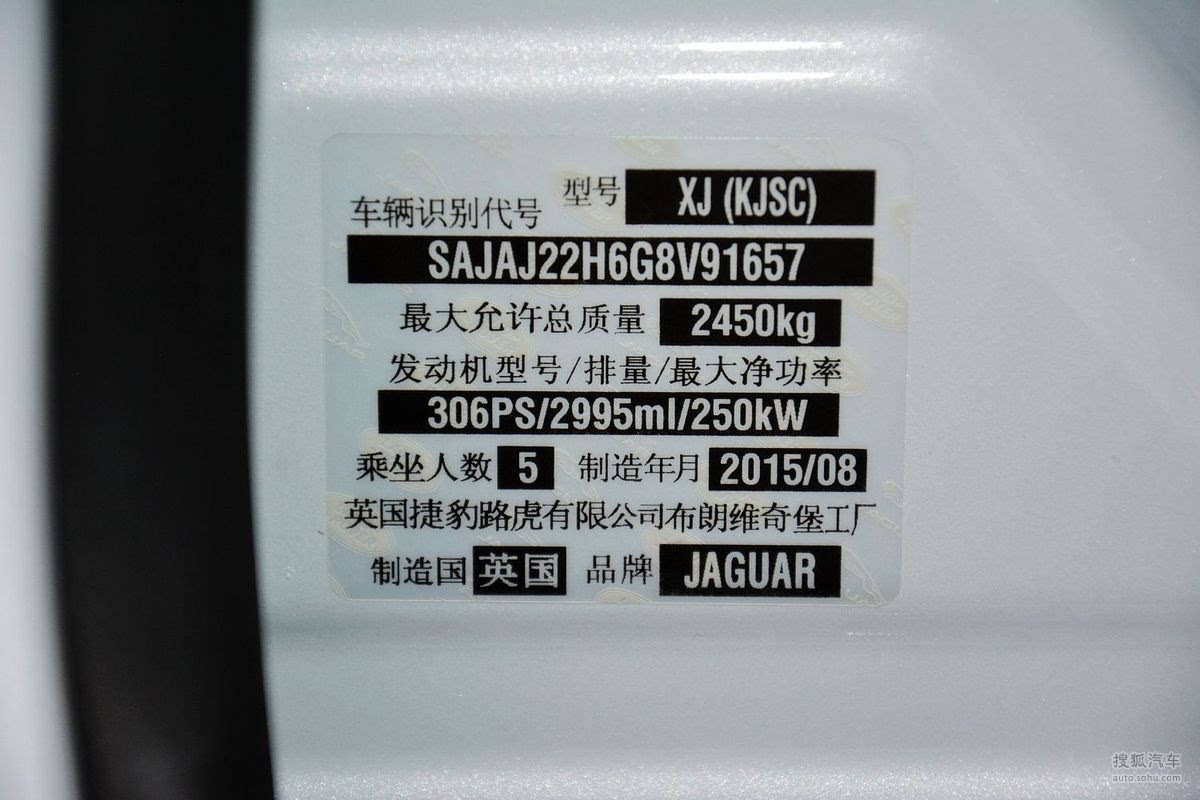 型号 XJ (KJSC)
车辆识别代号
SAJAJ22H6G8V91657
最大允许总质量 2450kg
发动机型号/排量/最大净功率
306PS/2995ml/250kW
乘坐人数 5 制造年月 2015/08
英国捷豹路虎有限公司布朗维奇堡工厂
制造国 英国 品牌 JAGUAR
搜狐汽车
auto.sohu.com